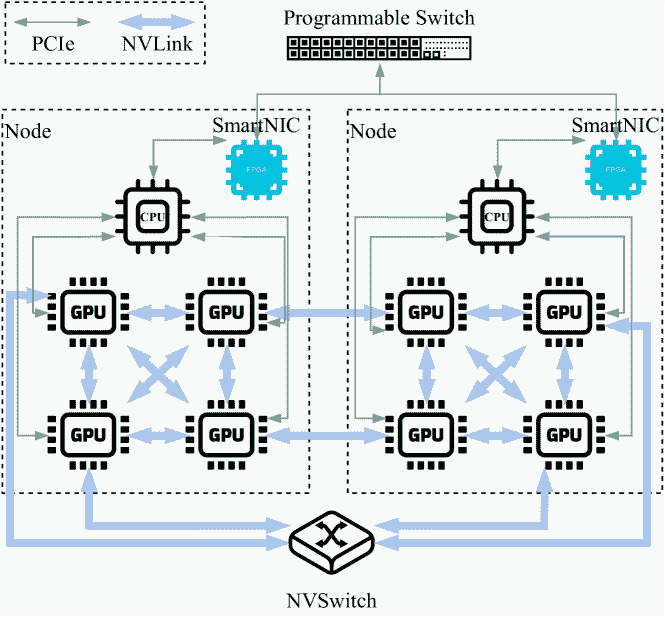 Programmable Switch
PCIe
NVLink
Node
SmartNIC
FPGA
CPU
GPU
GPU
GPU
GPU
Node
SmartNIC
FPGA
CPU
GPU
GPU
GPU
GPU
NVSwitch